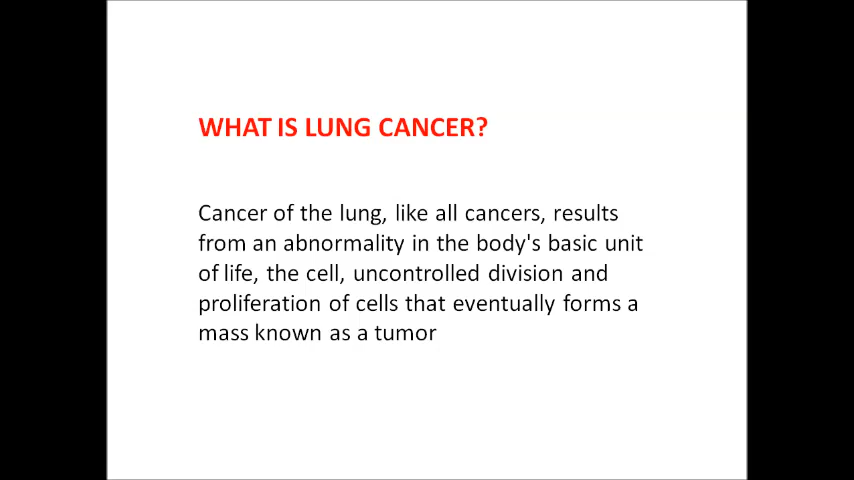 WHAT IS LUNG CANCER?
Cancer of the lung, like all cancers, results
from an abnormality in the body's basic unit
of life, the cell, uncontrolled division and
proliferation of cells that eventually forms a
mass known as a tumor